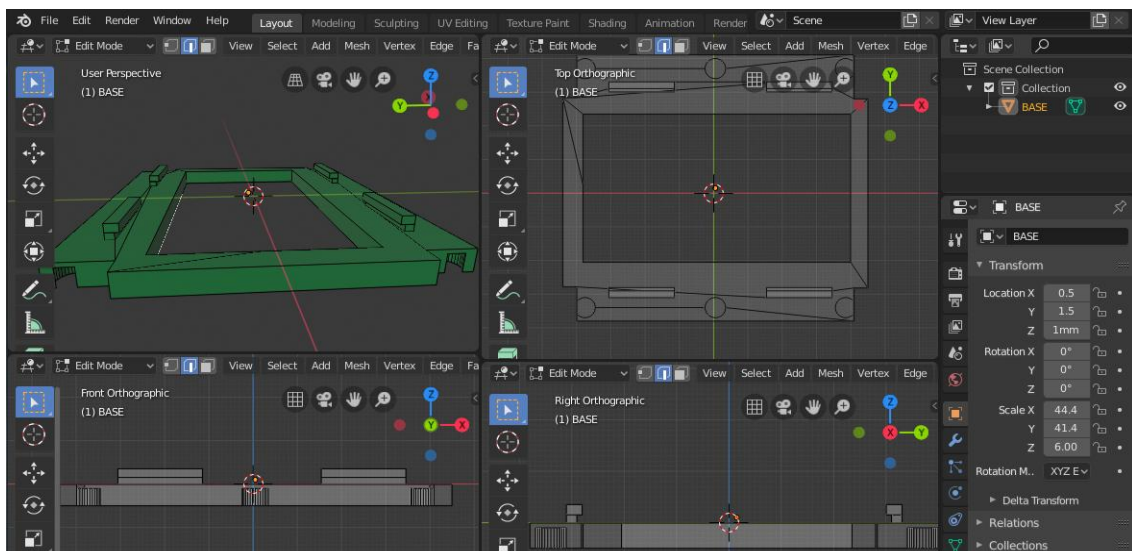 File Edit Render Window Help Layout Modeling Sculpting UV Editing Texture Paint Shading Animation Render Scene View Layer
Edit Mode View Select Add Mesh Vertex Edge Fa
User Perspective
(1) BASE
Z
Y
X
Edit Mode View Select Add Mesh Vertex Edge
Top Orthographic
(1) BASE
Y
Z
X
Edit Mode View Select Add Mesh Vertex Edge Fa
Front Orthographic
(1) BASE
Z
Y
X
Edit Mode View Select Add Mesh Vertex Edge
Right Orthographic
(1) BASE
Z
X
Y
Scene Collection
Collection
BASE
BASE
BASE
Transform
Location X 0.5
Y 1.5
Z 1mm
Rotation X 0°
Y 0°
Z 0°
Scale X 44.4
Y 41.4
Z 6.00
Rotation M.. XYZ E
Delta Transform
Relations
Collections